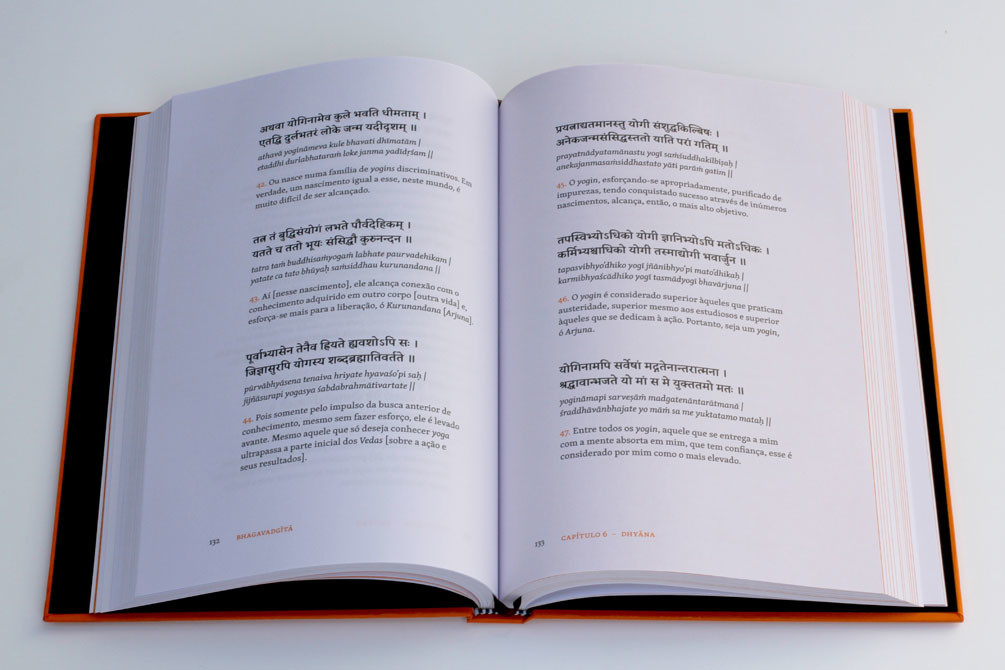 अथवा योगिनामेव कुले भवति धीमताम् ।
एतद्धि दुर्लभतरं लोके जन्म यदीदृशम् ॥
athavā yogināmeva kule bhavati dhīmatām |
etaddhi durlabhataraṁ loke janma yadīdṛśam ||
42. Ou nasce numa família de yogins discriminativos. Em
verdade, um nascimento igual a esse, neste mundo, é
muito difícil de ser alcançado.
तत्र तं बुद्धिसंयोगं लभते पौर्वदेहिकम् ।
यतते च ततो भूयः संसिद्धौ कुरुनन्दन ॥
tatra taṁ buddhisaṁyogaṁ labhate paurvadehikam |
yatate ca tato bhūyaḥ saṁsiddhau kurunandana ||
43. Aí [nesse nascimento], ele alcança conexão com o
conhecimento adquirido em outro corpo [outra vida] e,
esforça-se mais para a liberação, ó Kurunandana [Arjuna].
पूर्वाभ्यासेन तेनैव ह्रियते ह्यवशोऽपि सः ।
जिज्ञासुरपि योगस्य शब्दब्रह्मातिवर्तते ॥
pūrvābhyāsena tenaiva hriyate hyavaśo'pi saḥ |
jijñāsurapi yogasya śabdabrahmātivartate ||
44. Pois somente pelo impulso da busca anterior de
conhecimento, mesmo sem fazer esforço, ele é levado
avante. Mesmo aquele que só deseja conhecer yoga
ultrapassa a parte inicial dos Vedas [sobre a ação e
seus resultados].
132 BHAGAVADGĪTĀ
प्रयत्नाद्यतमानस्तु योगी संशुद्धकिल्बिषः ।
अनेकजन्मसंसिद्धस्ततो याति परां गतिम् ॥
prayatnādyatamānastu yogī saṁśuddhakilbiṣaḥ |
anekajanmasaṁsiddhastato yāti parāṁ gatim ||
45. O yogin, esforçando-se apropriadamente, purificado de
impurezas, tendo conquistado sucesso através de inúmeros
nascimentos, alcança, então, o mais alto objetivo.
तपस्विभ्योऽधिको योगी ज्ञानिभ्योऽपि मतोऽधिकः ।
कर्मिभ्यश्चाधिको योगी तस्माद्योगी भवार्जुन ॥
tapasvibhyo'dhiko yogī jñānibhyo'pi mato'dhikaḥ |
karmibhyaścādhiko yogī tasmādyogī bhavārjuna ||
46. O yogin é considerado superior àqueles que praticam
austeridade, superior mesmo aos estudiosos e superior
àqueles que se dedicam à ação. Portanto, seja um yogin,
ó Arjuna.
योगिनामपि सर्वेषां मद्गतेनान्तरात्मना ।
श्रद्धावान्भजते यो मां स मे युक्ततमो मतः ॥
yogināmapi sarveṣāṁ madgatenāntarātmanā |
śraddhāvānbhajate yo māṁ sa me yuktatamo mataḥ ||
47. Entre todos os yogin, aquele que se entrega a mim
com a mente absorta em mim, que tem confiança, esse é
considerado por mim como o mais elevado.
133 CAPÍTULO 6 - DHYĀNA